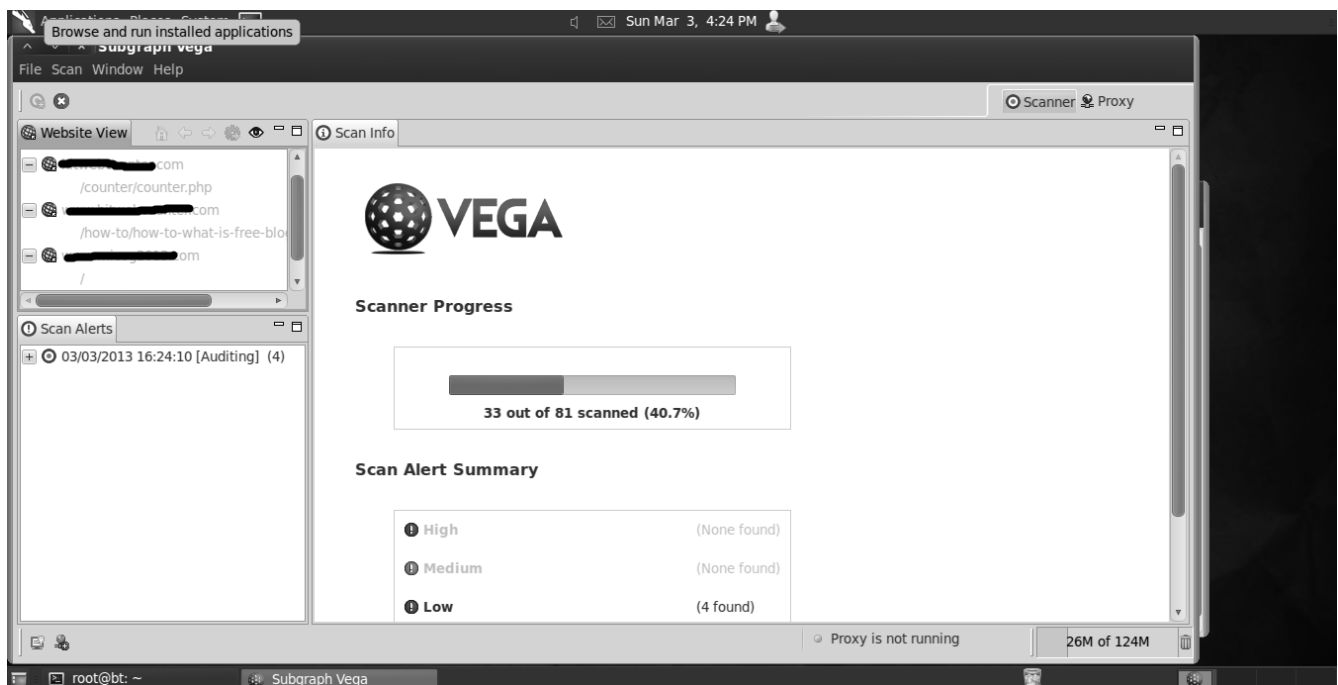 Applications Places System
Sun Mar 3, 4:24 PM
Browse and run installed applications
Subgraph Vega
File Scan Window Help
Scanner Proxy
Website View
.com
/counter/counter.php
.com
/how-to/how-to-what-is-free-blo
om
/
Scan Alerts
03/03/2013 16:24:10 [Auditing] (4)
Scan Info
VEGA
Scanner Progress
33 out of 81 scanned (40.7%)
Scan Alert Summary
High (None found)
Medium (None found)
Low (4 found)
Proxy is not running
26M of 124M
root@bt: ~
Subgraph Vega